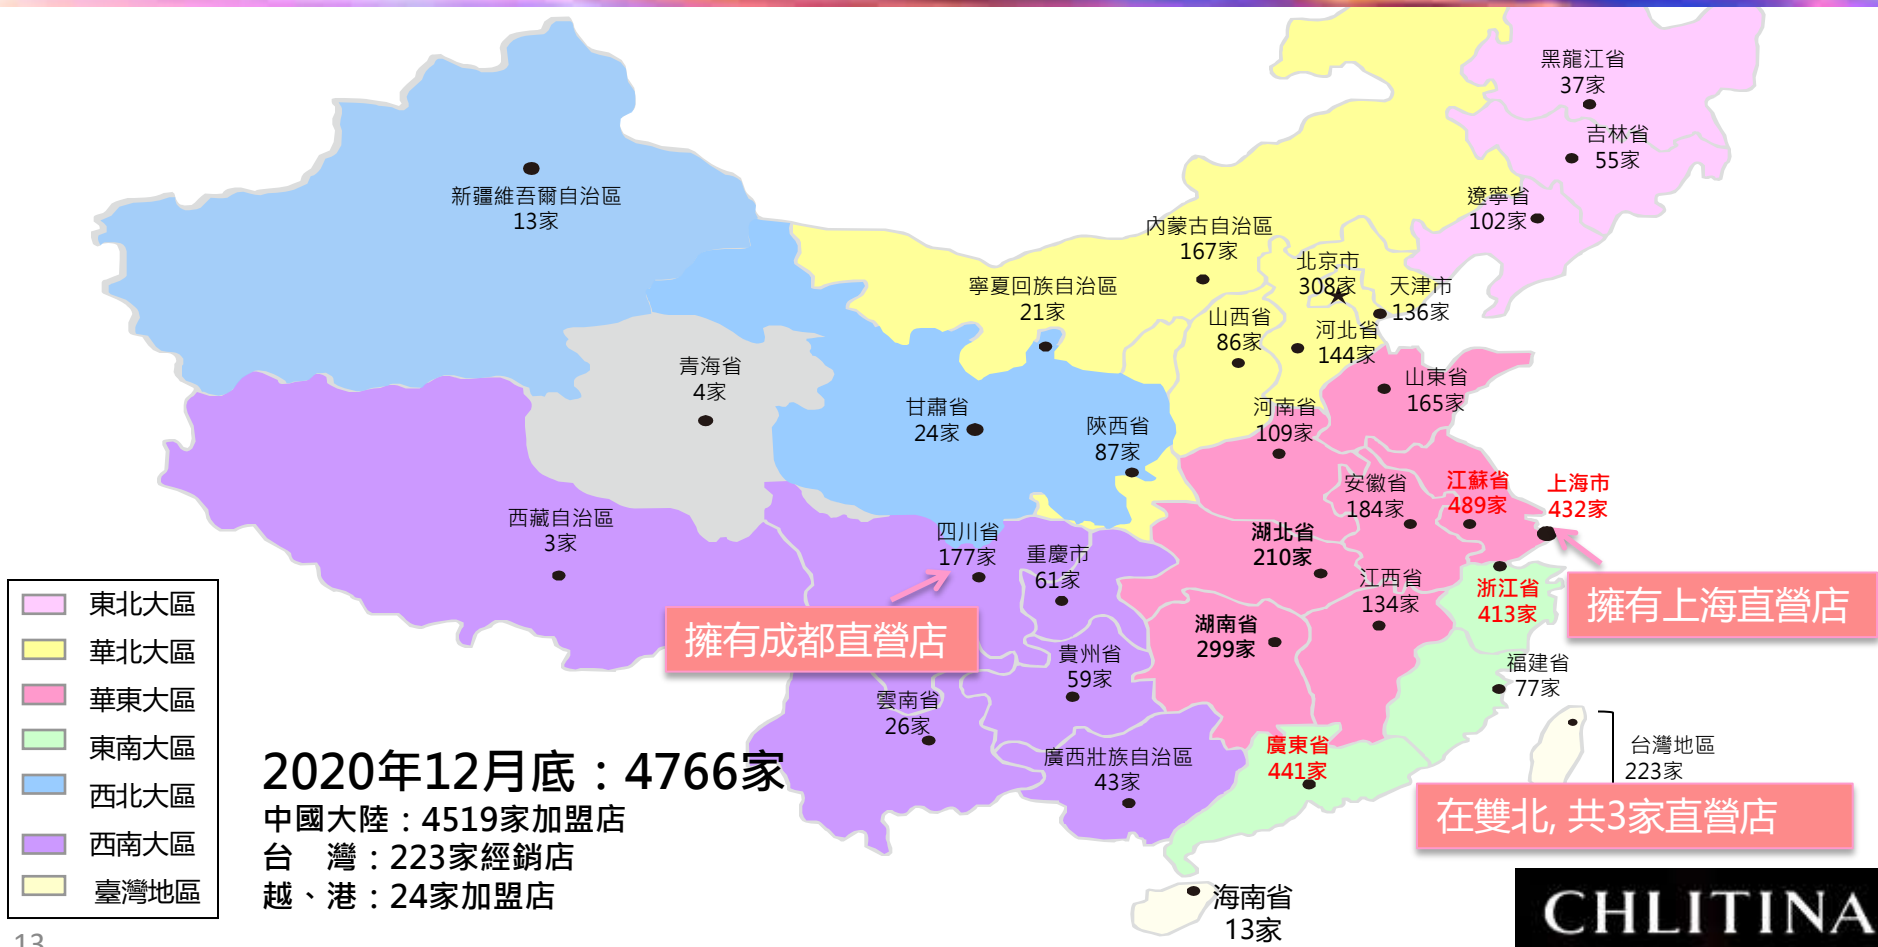 黑龍江省
37家
吉林省
55家
遼寧省
102家
新疆維吾爾自治區
13家
內蒙古自治區
167家
北京市
308家
天津市
136家
寧夏回族自治區
21家
山西省
86家
河北省
144家
青海省
4家
山東省
165家
甘肅省
24家
陝西省
87家
河南省
109家
安徽省
184家
江蘇省
489家
上海市
432家
西藏自治區
3家
四川省
177家
重慶市
61家
湖北省
210家
江西省
134家
浙江省
413家
擁有上海直營店
擁有成都直營店
湖南省
299家
貴州省
59家
福建省
77家
雲南省
26家
廣西壯族自治區
43家
廣東省
441家
台灣地區
223家
在雙北, 共3家直營店
海南省
13家
東北大區
華北大區
華東大區
東南大區
西北大區
西南大區
臺灣地區
2020年12月底：4766家
中國大陸：4519家加盟店
台　灣：223家經銷店
越、港：24家加盟店
CHLITINA
13